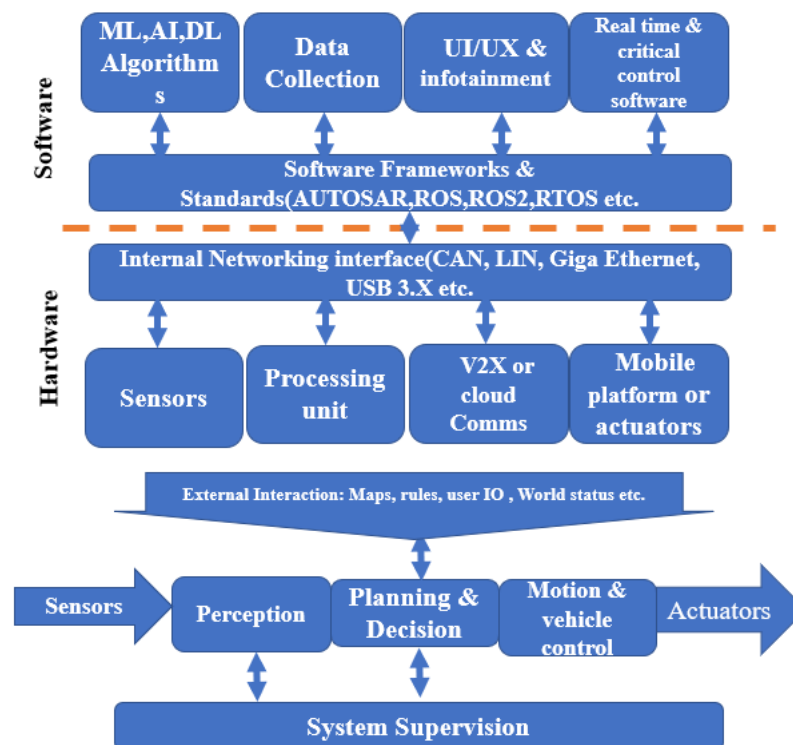 ML,AI,DL
Algorithm
s
Data
Collection
UI/UX &
infotainment
Real time &
critical
control
software
Software
Software Frameworks &
Standards(AUTOSAR,ROS,ROS2,RTOS etc.
Internal Networking interface(CAN, LIN, Giga Ethernet,
USB 3.X etc.
Hardware
Sensors
Processing
unit
V2X or
cloud
Comms
Mobile
platform or
actuators
External Interaction: Maps, rules, user IO , World status etc.
Sensors
Perception
Planning &
Decision
Motion &
vehicle
control
Actuators
System Supervision